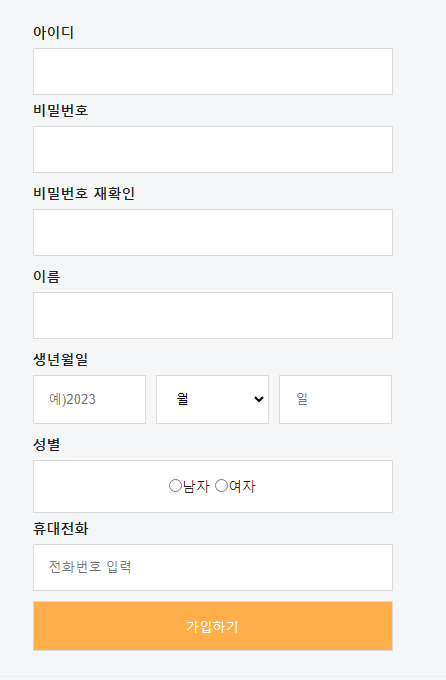 아이디
비밀번호
비밀번호 재확인
이름
생년월일
예)2023 월 일
성별
남자 여자
휴대전화
전화번호 입력
가입하기